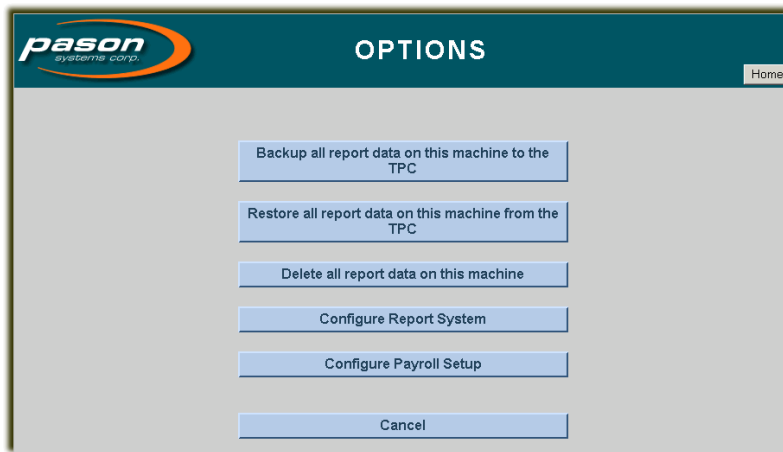 pason
systems corp.
OPTIONS
Home
Backup all report data on this machine to the
TPC
Restore all report data on this machine from the
TPC
Delete all report data on this machine
Configure Report System
Configure Payroll Setup
Cancel